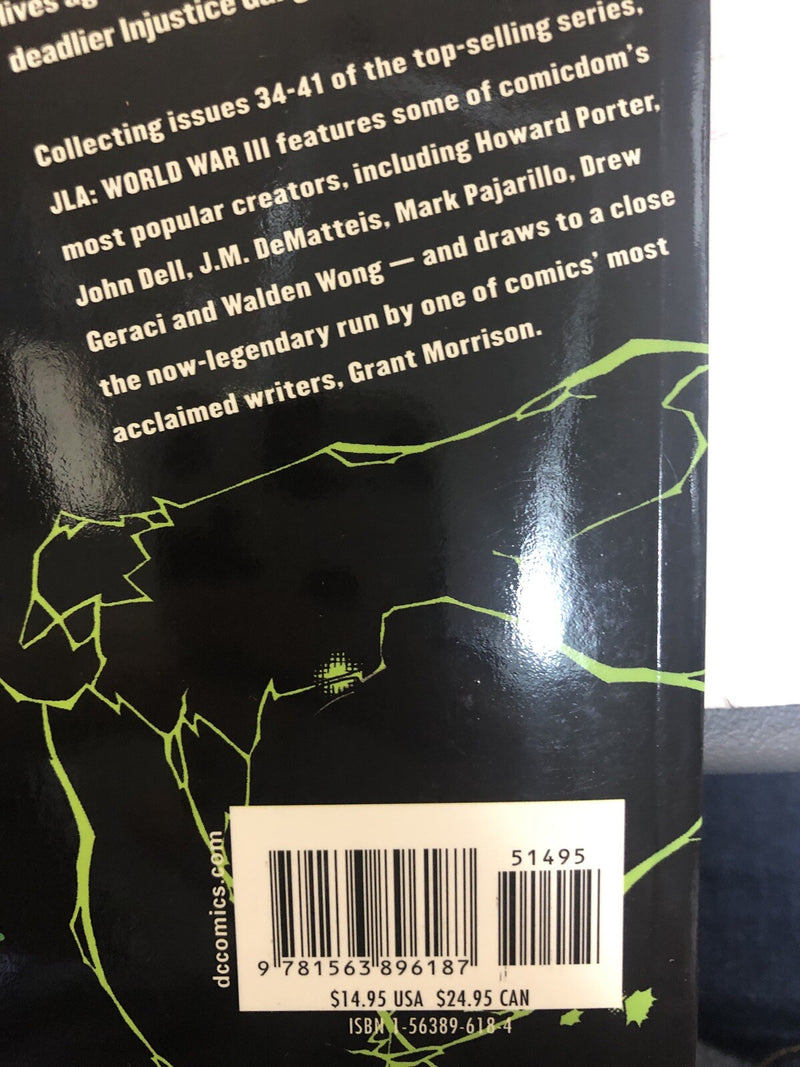 lives
deadlier Injustice
Collecting issues 34-41 of the top-selling series,
JLA: WORLD WAR III features some of comicdom's
most popular creators, including Howard Porter,
John Dell, J.M. DeMatteis, Mark Pajarillo, Drew
Geraci and Walden Wong — and draws to a close
the now-legendary run by one of comics' most
acclaimed writers, Grant Morrison.
dccomics.com
51495
9 781563 896187
$14.95 USA $24.95 CAN
ISBN 1-56389-618-4